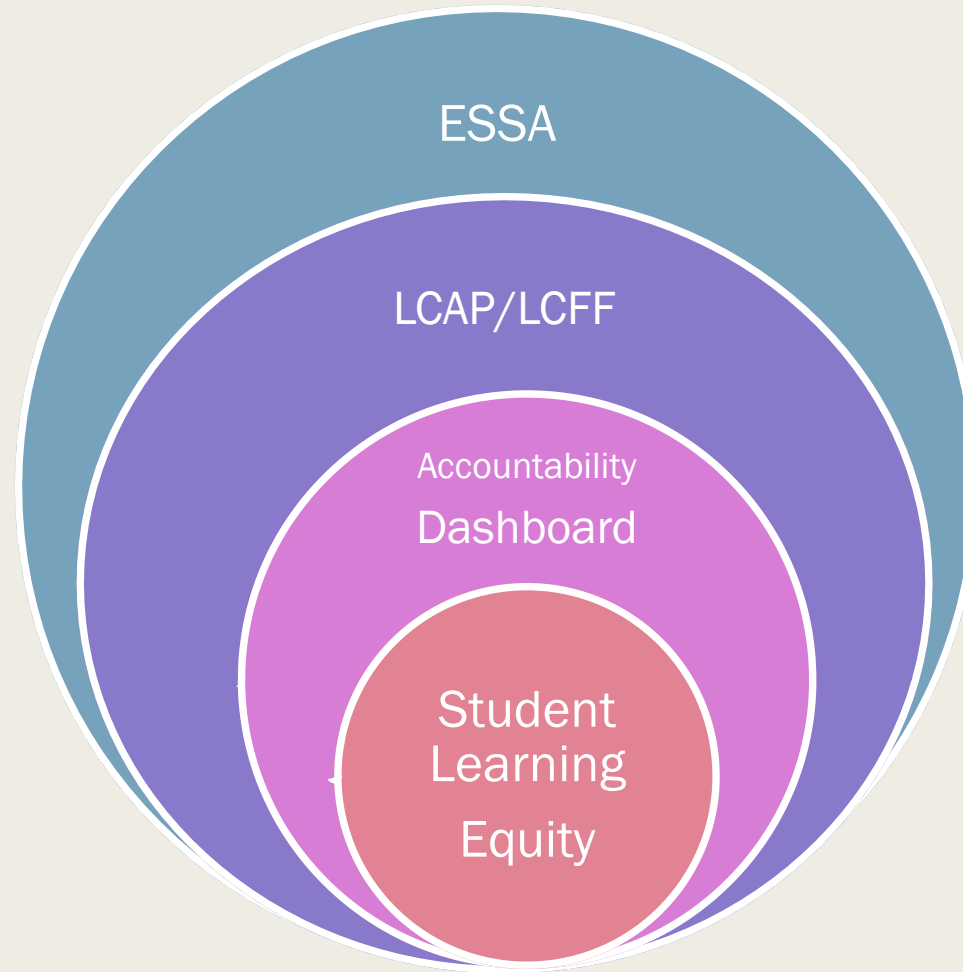 ESSA
LCAP/LCFF
Accountability
Dashboard
Student
Learning
Equity